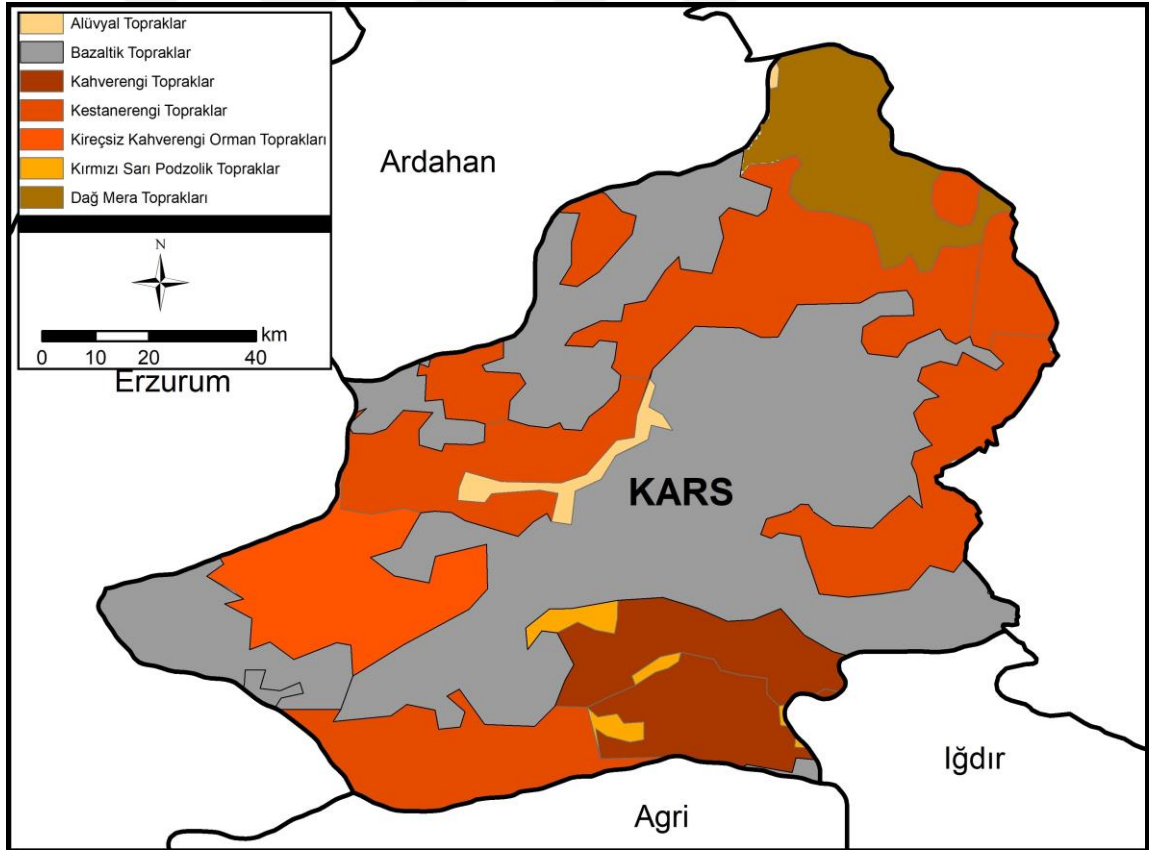 Alüvyal Topraklar
Bazaltik Topraklar
Kahverengi Topraklar
Kestanerengi Topraklar
Kireçsiz Kahverengi Orman Toprakları
Kırmızı Sarı Podzolik Topraklar
Dağ Mera Toprakları
N
km
0 10 20 40
Ardahan
Erzurum
KARS
Iğdır
Agri